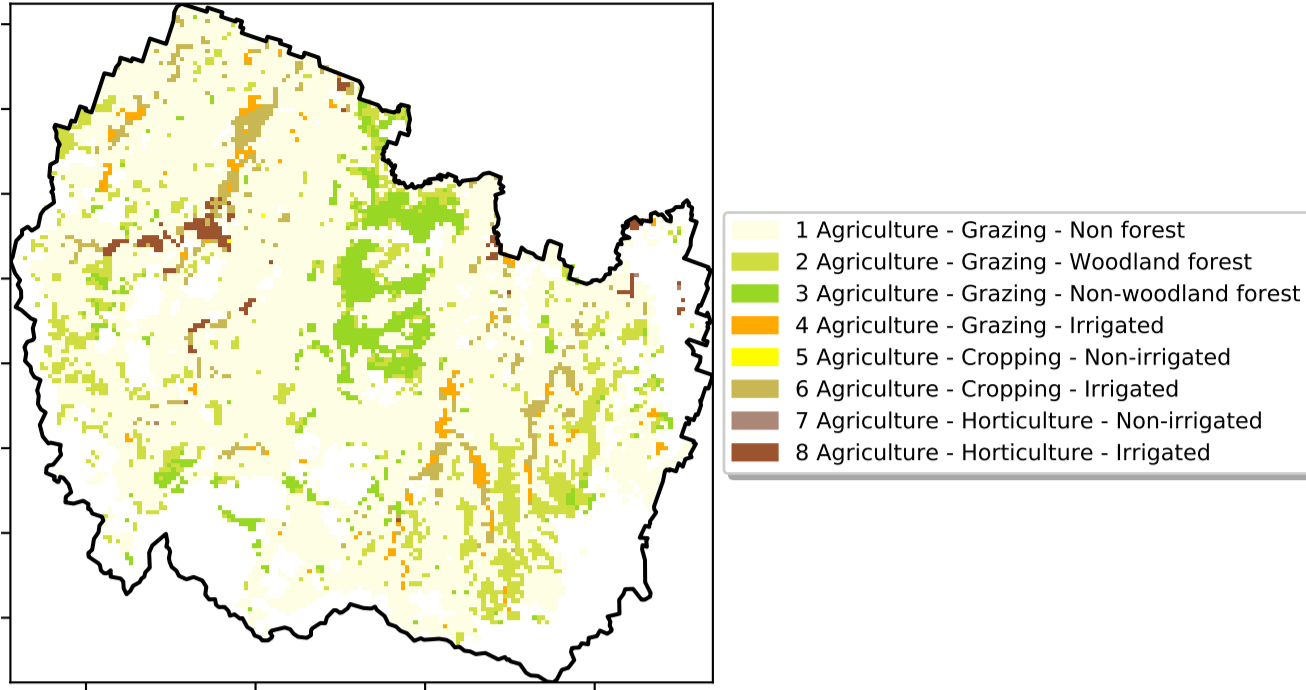 1 Agriculture - Grazing - Non forest
2 Agriculture - Grazing - Woodland forest
3 Agriculture - Grazing - Non-woodland forest
4 Agriculture - Grazing - Irrigated
5 Agriculture - Cropping - Non-irrigated
6 Agriculture - Cropping - Irrigated
7 Agriculture - Horticulture - Non-irrigated
8 Agriculture - Horticulture - Irrigated